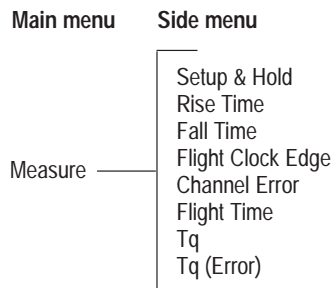 Main menu Side menu
Setup & Hold
Rise Time
Fall Time
Flight Clock Edge
Measure
Channel Error
Flight Time
Tq
Tq (Error)